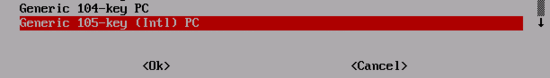 Generic 104-key PC
Generic 105-key (Intl) PC
<Ok> <Cancel>